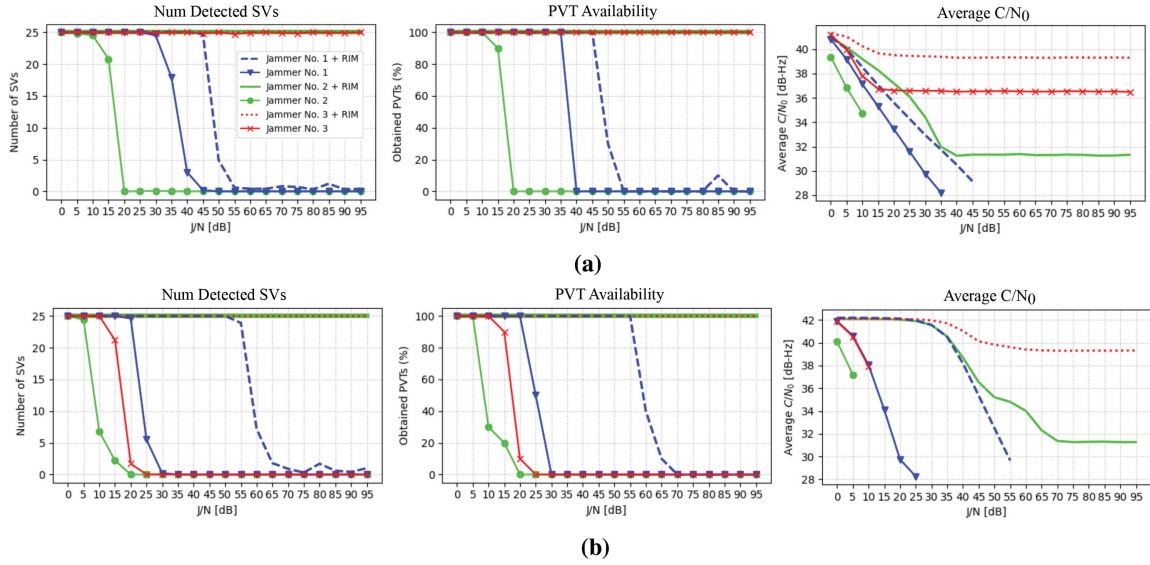 Num Detected SVs
Number of SVs
25
20
15
10
5
0
Jammer No. 1 + RIM
Jammer No. 1
Jammer No. 2 + RIM
Jammer No. 2
Jammer No. 3 + RIM
Jammer No. 3
0 5 10 15 20 25 30 35 40 45 50 55 60 65 70 75 80 85 90 95
J/N [dB]
PVT Availability
Obtained PVTs (%)
100
80
60
40
20
0
0 5 10 15 20 25 30 35 40 45 50 55 60 65 70 75 80 85 90 95
J/N [dB]
Average C/N0
Average C/N0 [dB-Hz]
40
38
36
34
32
30
28
0 5 10 15 20 25 30 35 40 45 50 55 60 65 70 75 80 85 90 95
J/N [dB]
(a)
Num Detected SVs
Number of SVs
25
20
15
10
5
0
0 5 10 15 20 25 30 35 40 45 50 55 60 65 70 75 80 85 90 95
J/N [dB]
PVT Availability
Obtained PVTs (%)
100
80
60
40
20
0
0 5 10 15 20 25 30 35 40 45 50 55 60 65 70 75 80 85 90 95
J/N [dB]
Average C/N0
Average C/N0 [dB-Hz]
42
40
38
36
34
32
30
28
0 5 10 15 20 25 30 35 40 45 50 55 60 65 70 75 80 85 90 95
J/N [dB]
(b)